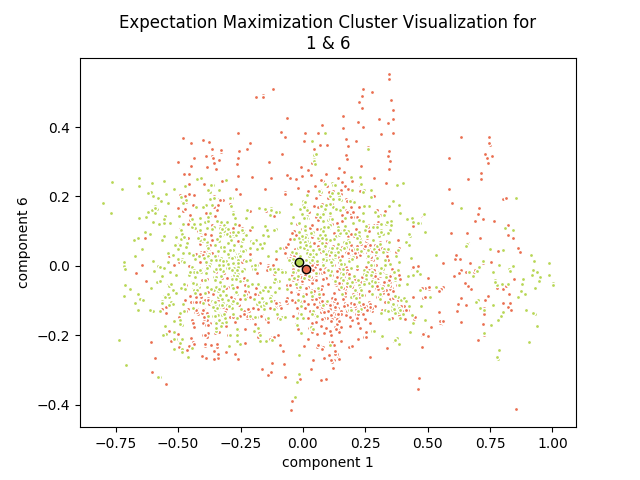 Expectation Maximization Cluster Visualization for
1 & 6
0.4
0.2
0.0
−0.2
−0.4
component 6
−0.75 −0.50 −0.25 0.00 0.25 0.50 0.75 1.00
component 1